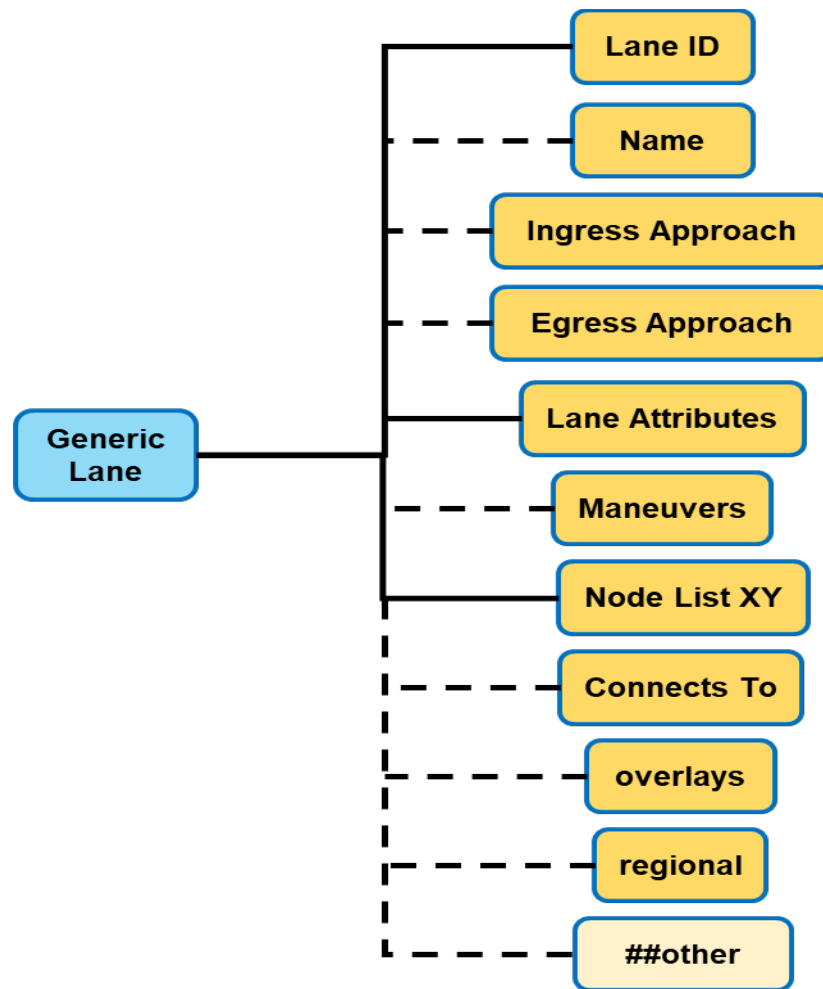 Lane ID
Name
Ingress Approach
Egress Approach
Lane Attributes
Generic
Lane
Maneuvers
Node List XY
Connects To
overlays
regional
##other